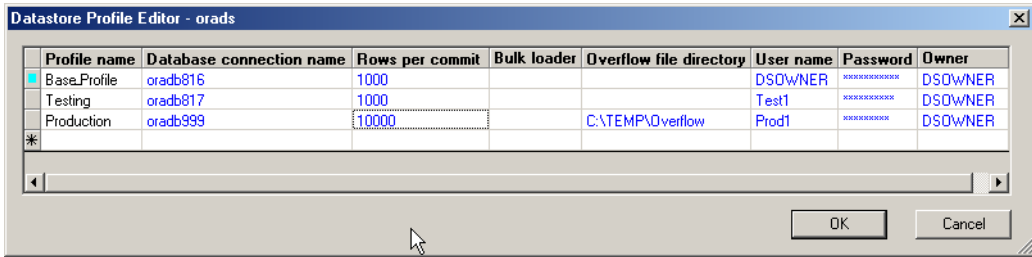 Datastore Profile Editor - orads
Profile name Database connection name Rows per commit Bulk loader Overflow file directory User name Password Owner
Base_Profile oradb816 1000 DSOWNER *********** DSOWNER
Testing oradb817 1000 Test1 ********** DSOWNER
Production oradb999 10000 C:\TEMP\Overflow Prod1 ********* DSOWNER
*
OK Cancel